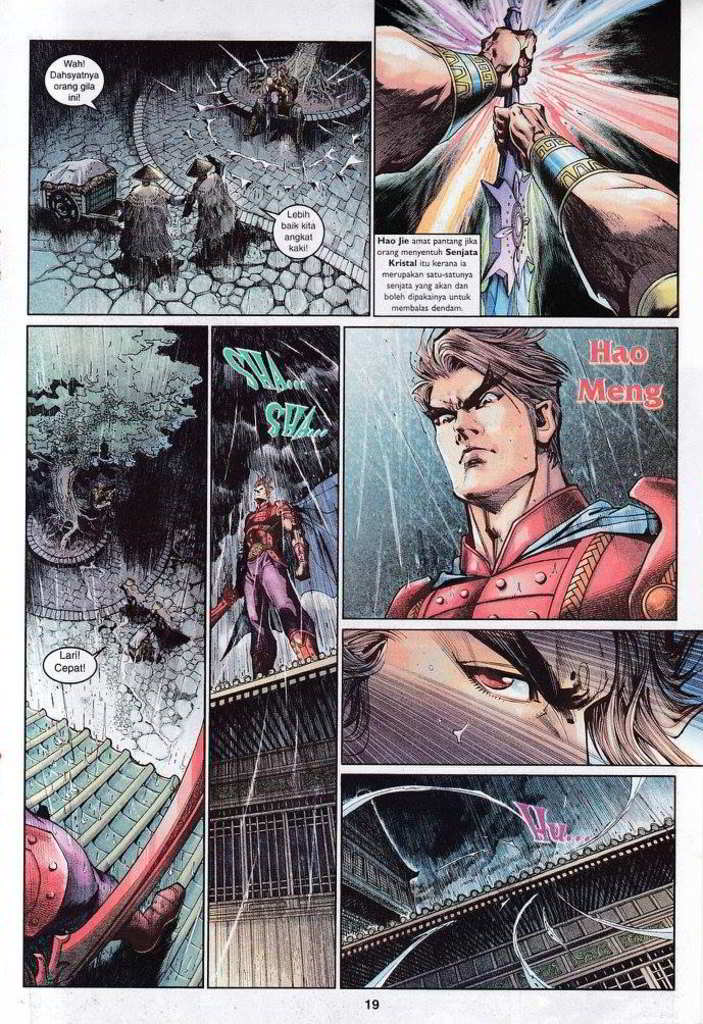 Wah!
Dahsyatnya
orang gila
ini!
Lebih
baik kita
angkat
kaki!
Hao Jie amat pantang jika
orang menyentuh Senjata
Kristal itu kerana ia
merupakan satu-satunya
senjata yang akan dan
boleh dipakainya untuk
membalas dendam.
Lari!
Cepat!
SHA...
SHA...
Hao
Meng
Hu...
19